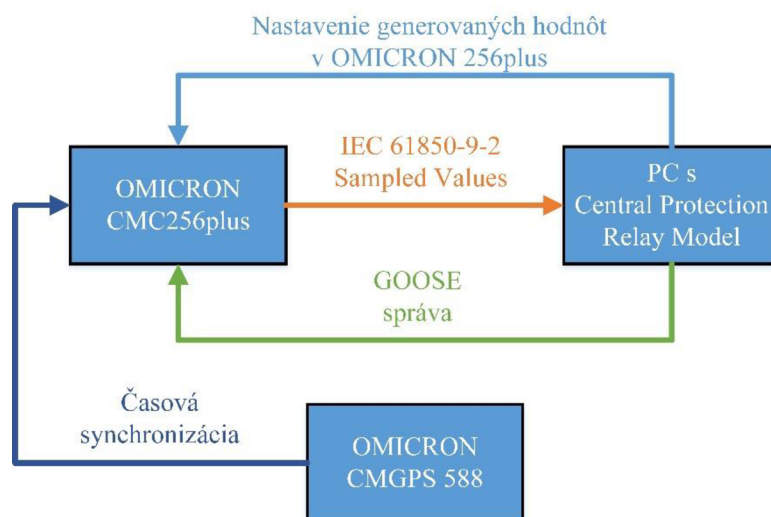 Nastavenie generovaných hodnôt
v OMICRON 256plus
OMICRON
CMC256plus
IEC 61850-9-2
Sampled Values
PC s
Central Protection
Relay Model
GOOSE
správa
Časová
synchronizácia
OMICRON
CMGPS 588